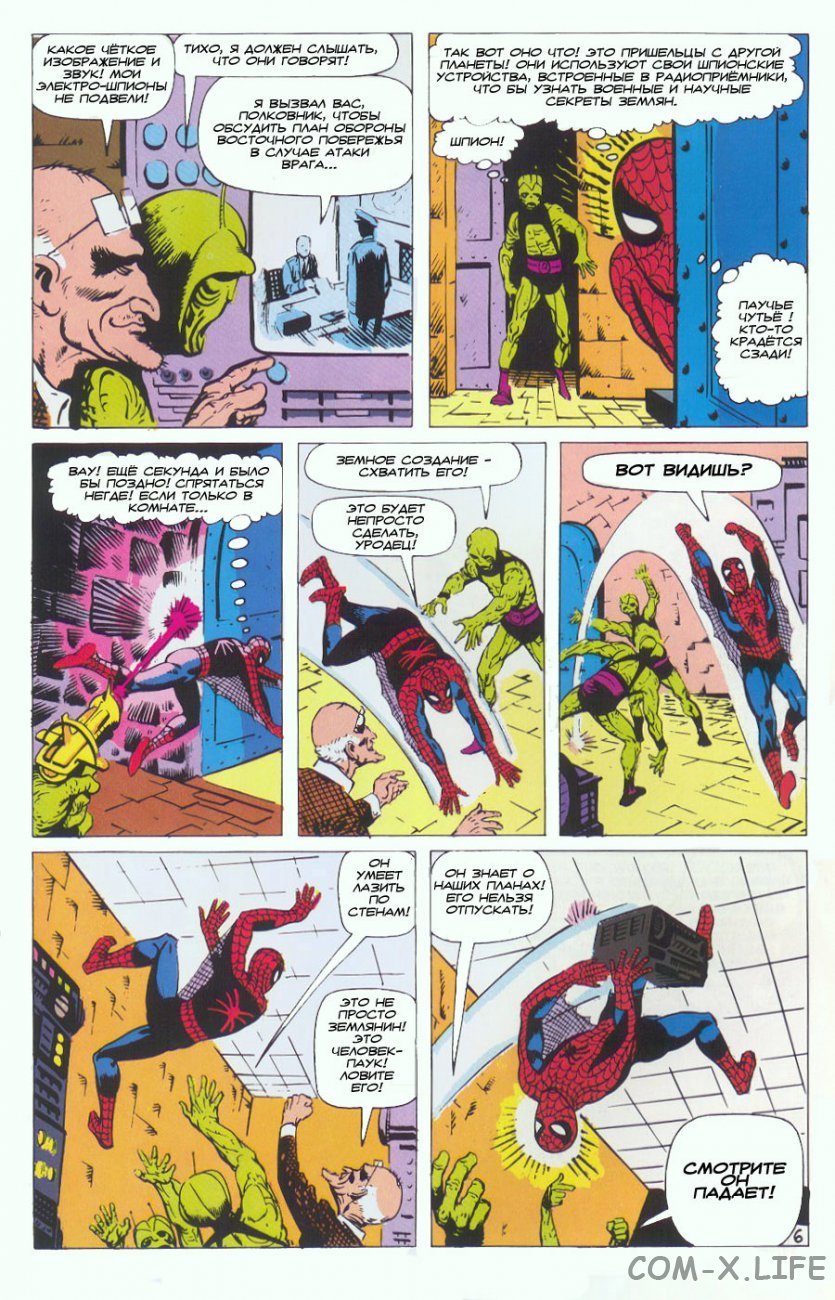 КАКОЕ ЧЁТКОЕ
ИЗОБРАЖЕНИЕ И
ЗВУК! МОИ
ЭЛЕКТРО-ШПИОНЫ
НЕ ПОДВЕЛИ!
ТИХО, Я ДОЛЖЕН СЛЫШАТЬ,
ЧТО ОНИ ГОВОРЯТ!
Я ВЫЗВАЛ ВАС,
ПОЛКОВНИК, ЧТОБЫ
ОБСУДИТЬ ПЛАН ОБОРОНЫ
ВОСТОЧНОГО ПОБЕРЕЖЬЯ
В СЛУЧАЕ АТАКИ
ВРАГА...
ТАК ВОТ ОНО ЧТО! ЭТО ПРИШЕЛЬЦЫ С ДРУГОЙ
ПЛАНЕТЫ! ОНИ ИСПОЛЬЗУЮТ СВОИ ШПИОНСКИЕ
УСТРОЙСТВА, ВСТРОЕННЫЕ В РАДИОПРИЁМНИКИ,
ЧТО БЫ УЗНАТЬ ВОЕННЫЕ И НАУЧНЫЕ
СЕКРЕТЫ ЗЕМЛЯН.
ШПИОН!
ПАУЧЬЕ
ЧУТЬЁ !
КТО-ТО
КРАДЁТСЯ
СЗАДИ!
ВАУ! ЕЩЁ СЕКУНДА И БЫЛО
БЫ ПОЗДНО! СПРЯТАТЬСЯ
НЕГДЕ! ЕСЛИ ТОЛЬКО В
КОМНАТЕ...
ЗЕМНОЕ СОЗДАНИЕ -
СХВАТИТЬ ЕГО!
ЭТО БУДЕТ
НЕПРОСТО
СДЕЛАТЬ,
УРОДЕЦ!
ВОТ ВИДИШЬ?
ОН
УМЕЕТ
ЛАЗИТЬ
ПО
СТЕНАМ!
ЭТО НЕ
ПРОСТО
ЗЕМЛЯНИН!
ЭТО
ЧЕЛОВЕК-
ПАУК!
ЛОВИТЕ
ЕГО!
ОН ЗНАЕТ О
НАШИХ ПЛАНАХ!
ЕГО НЕЛЬЗЯ
ОТПУСКАТЬ!
СМОТРИТЕ
ОН
ПАДАЕТ!
6
COM-X.LIFE